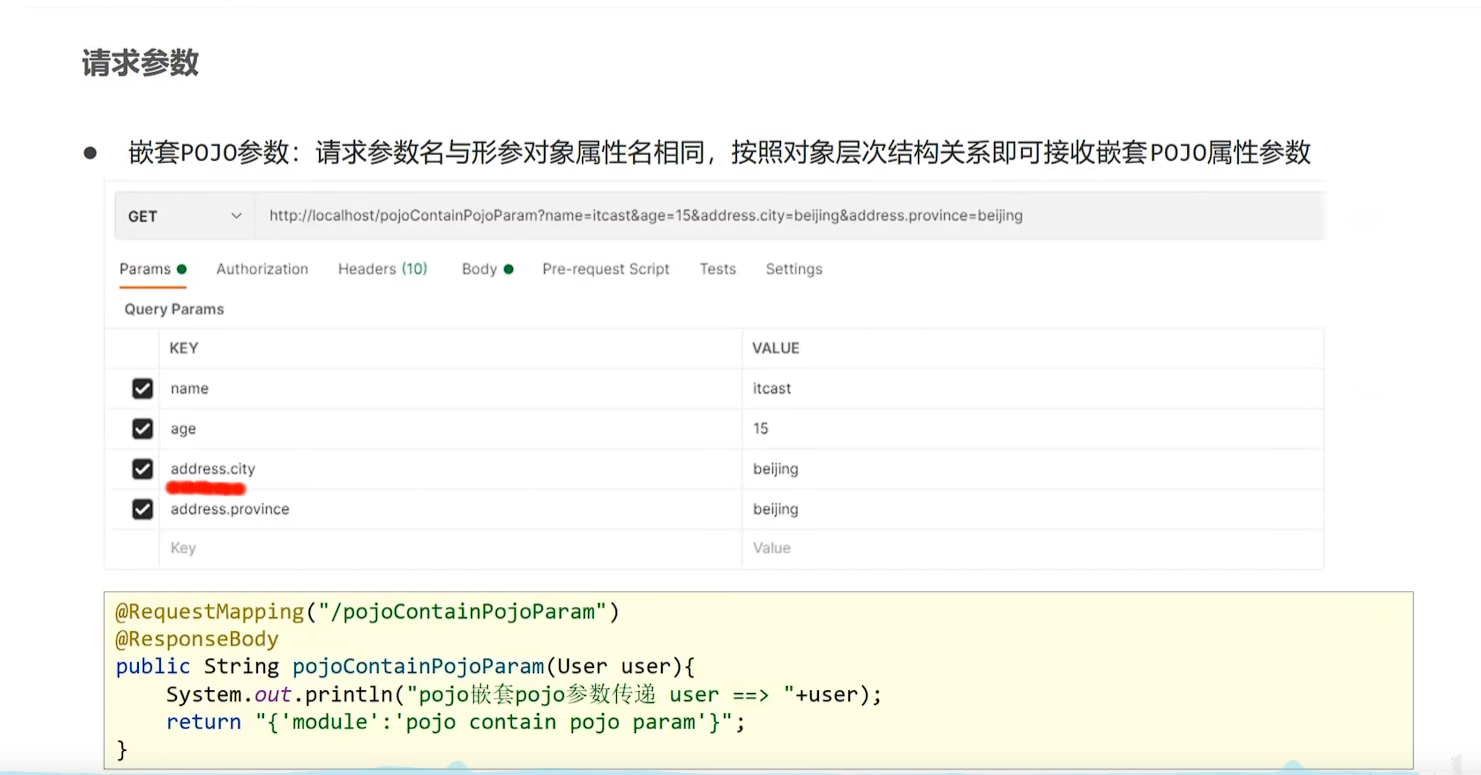 请求参数
● 嵌套POJO参数：请求参数名与形参对象属性名相同，按照对象层次结构关系即可接收嵌套POJO属性参数
GET http://localhost/pojoContainPojoParam?name=itcast&age=15&address.city=beijing&address.province=beijing
Params Authorization Headers (10) Body Pre-request Script Tests Settings
Query Params
KEY VALUE
name itcast
age 15
address.city beijing
address.province beijing
Key Value
@RequestMapping("/pojoContainPojoParam")
@ResponseBody
public String pojoContainPojoParam(User user){
    System.out.println("pojo嵌套pojo参数传递 user ==> "+user);
    return "{'module':'pojo contain pojo param'}";
}